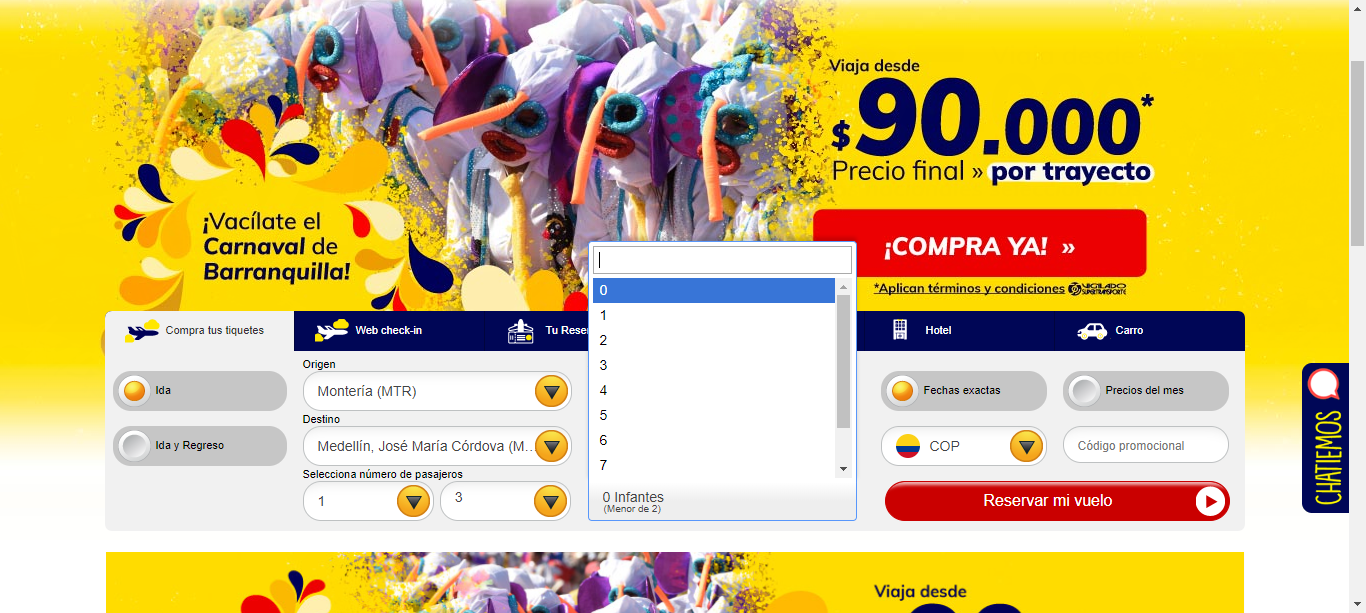 Viaja desde
$90.000*
Precio final » por trayecto
¡Vacílate el
Carnaval de
Barranquilla!
¡COMPRA YA! »
*Aplican términos y condiciones VIGILADO
SUPERTRANSPORTE
Compra tus tiquetes
Web check-in
Tu Rese
Hotel
Carro
Ida
Ida y Regreso
Origen
Montería (MTR)
Destino
Medellín, José María Córdova (M...
Selecciona número de pasajeros
1
3
0
1
2
3
4
5
6
7
0 Infantes
(Menor de 2)
Fechas exactas
Precios del mes
COP
Código promocional
Reservar mi vuelo
CHATIEMOS
Viaja desde